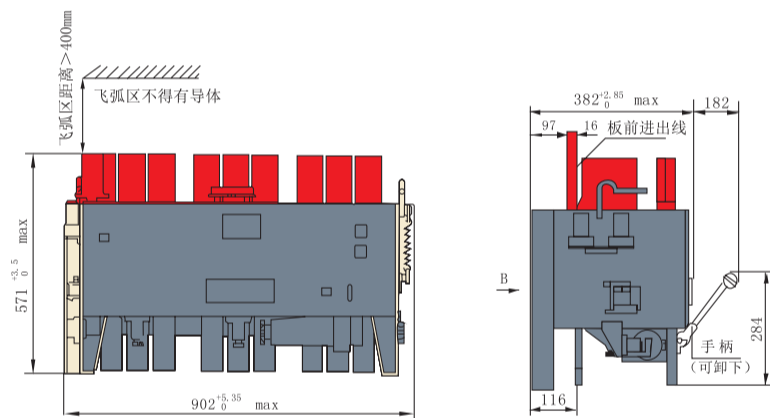 飞弧区距离>400mm
飞弧区不得有导体
571 +3.5 0 max
902 +5.35 0 max
382 +2.85 0 max
182
97
16
板前进出线
B
手柄
(可卸下)
284
116